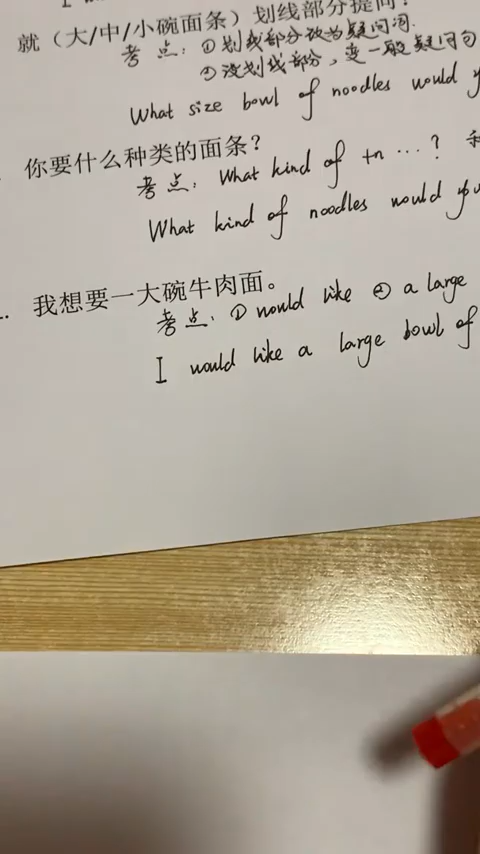 就（大/中/小碗面条）划线部分提问？
考点：①划线部分改为疑问词.
②没划线部分，变一般疑问句
What size bowl of noodles would
你要什么种类的面条？
考点：What kind of +n …?
What kind of noodles would you
我想要一大碗牛肉面。
考点：① would like ② a large
I would like a large bowl of